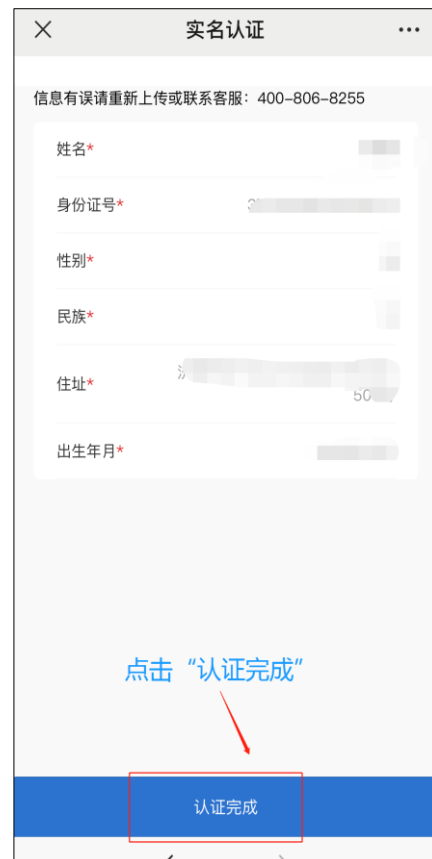 实名认证
信息有误请重新上传或联系客服：400-806-8255
姓名*
身份证号*
性别*
民族*
住址*
50
出生年月*
点击“认证完成”
认证完成